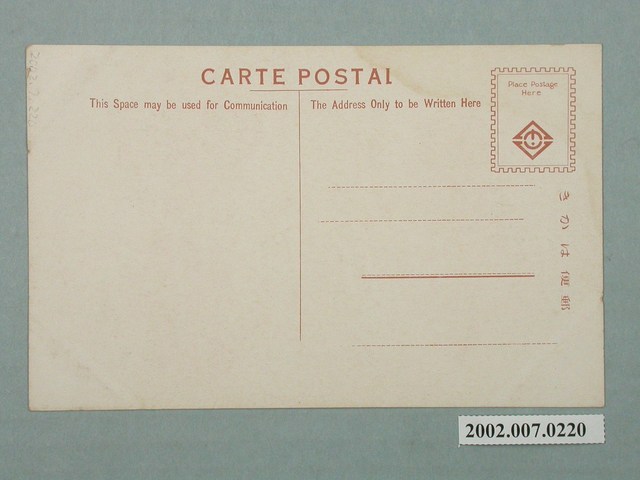 CARTE POSTAL
This Space may be used for Communication
The Address Only to be Written Here
Place Postage
Here
きかは便郵
2002.007.0220